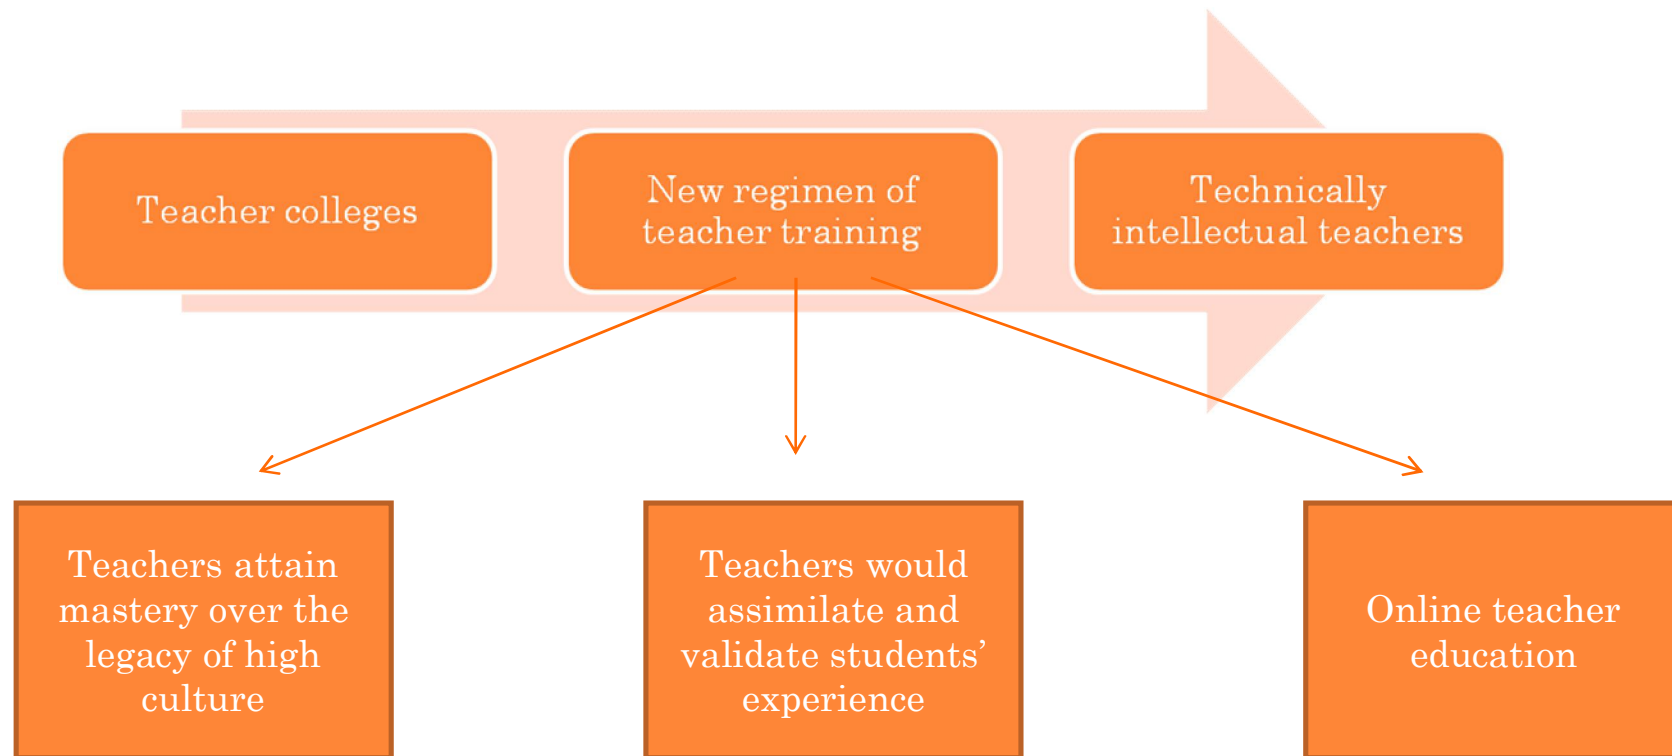 Teacher colleges
New regimen of
teacher training
Technically
intellectual teachers
Teachers attain
mastery over the
legacy of high
culture
Teachers would
assimilate and
validate students’
experience
Online teacher
education